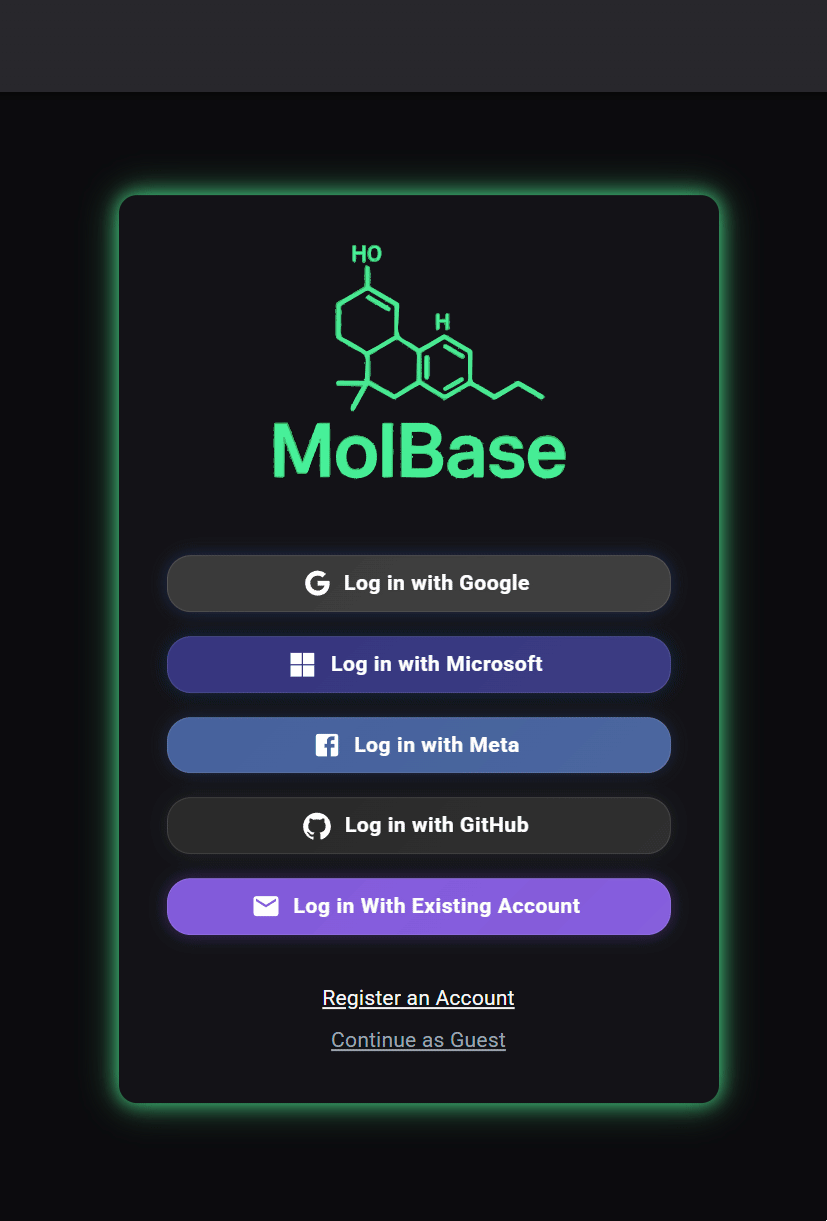 HO
H
MolBase
Log in with Google
Log in with Microsoft
Log in with Meta
Log in with GitHub
Log in With Existing Account
Register an Account
Continue as Guest